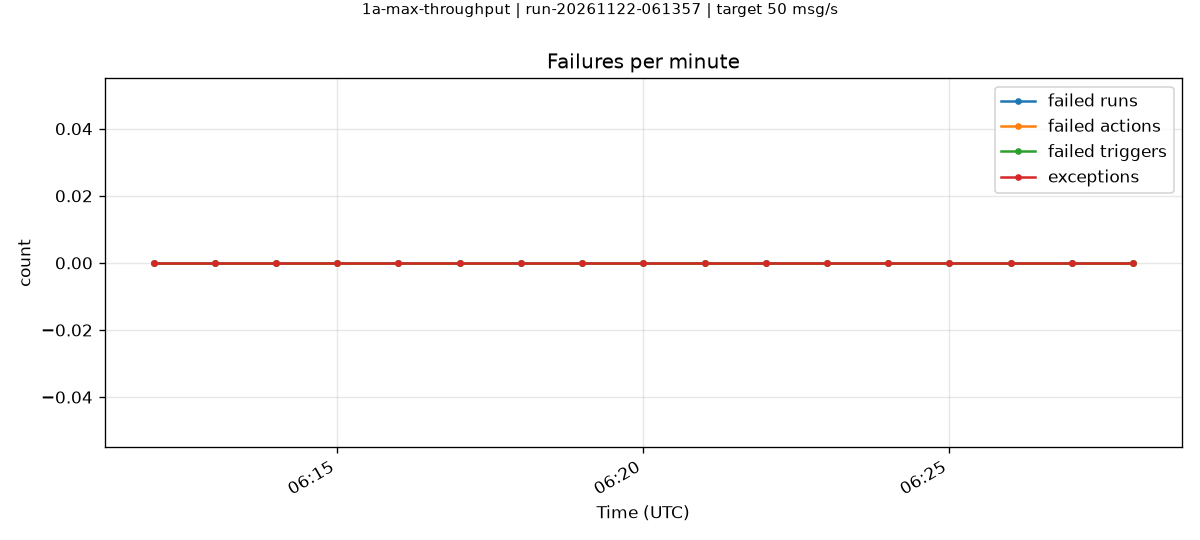 1a-max-throughput | run-20261122-061357 | target 50 msg/s
Failures per minute
failed runs
failed actions
failed triggers
exceptions
count
0.04
0.02
0.00
−0.02
−0.04
06:15
06:20
06:25
Time (UTC)